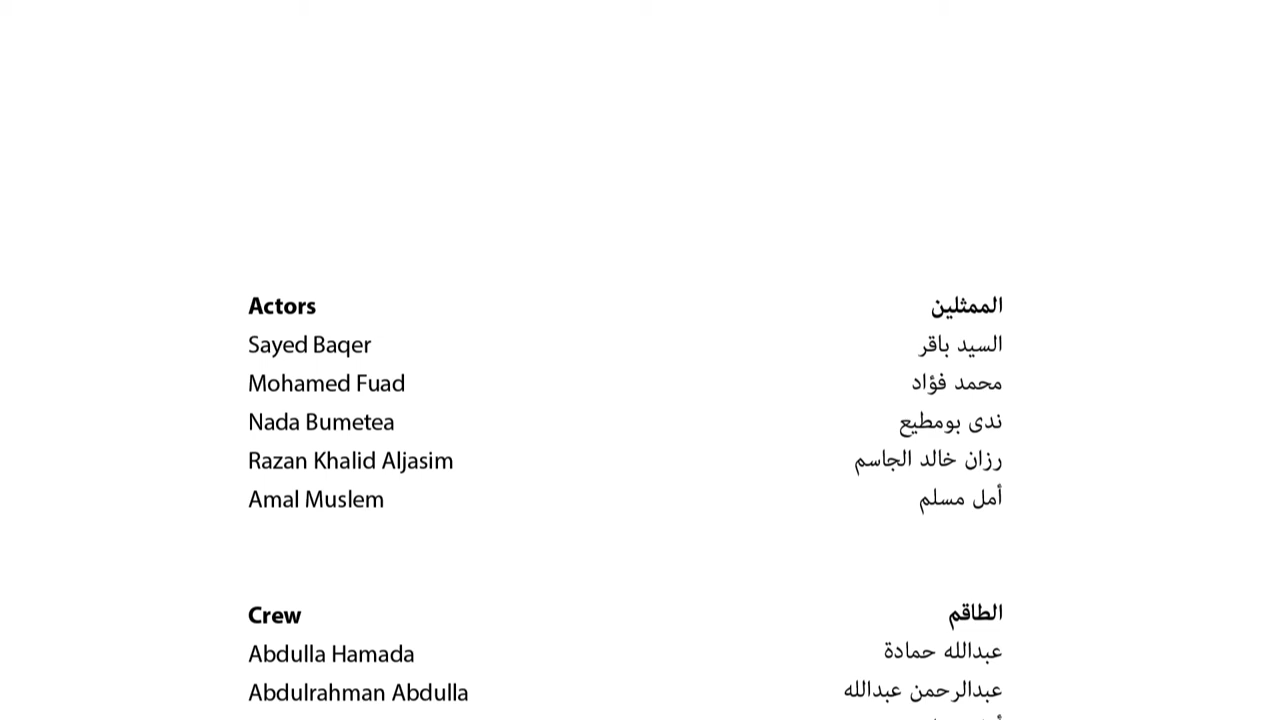 Actors الممثلين
Sayed Baqer السيد باقر
Mohamed Fuad محمد فؤاد
Nada Bumetea ندى بومطيع
Razan Khalid Aljasim رزان خالد الجاسم
Amal Muslem أمل مسلم
Crew الطاقم
Abdulla Hamada عبدالله حمادة
Abdulrahman Abdulla عبدالرحمن عبدالله